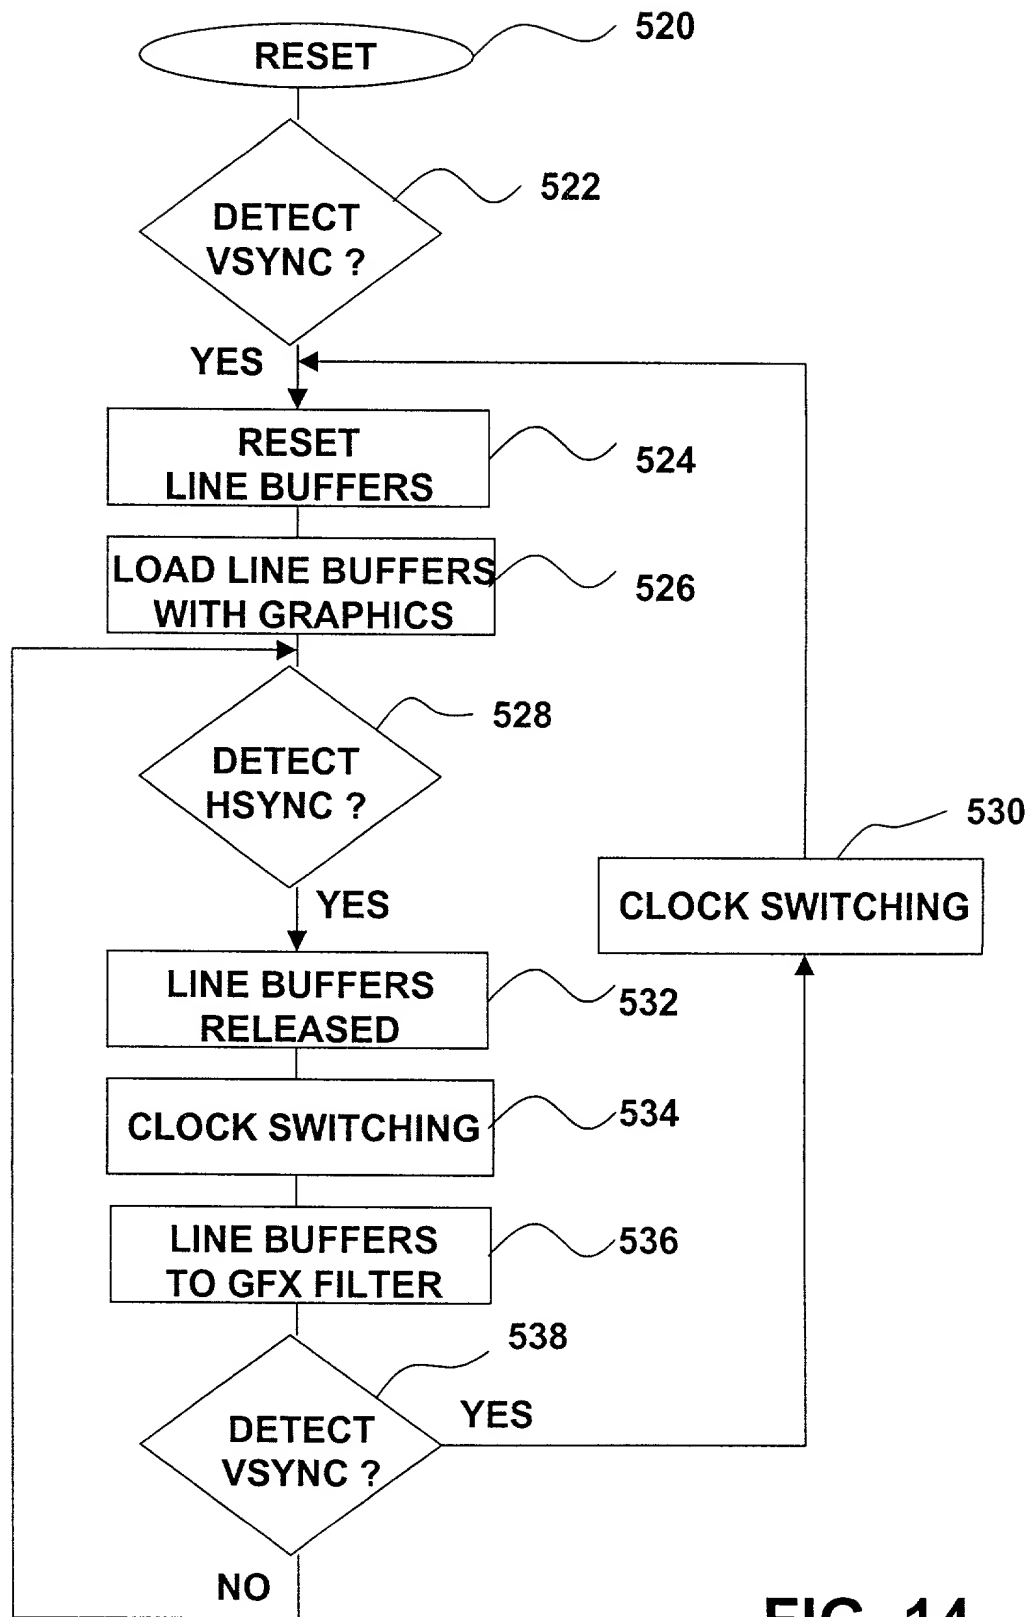 RESET
520
DETECT
VSYNC ?
522
YES
RESET
LINE BUFFERS
524
LOAD LINE BUFFERS
WITH GRAPHICS
526
DETECT
HSYNC ?
528
YES
530
CLOCK SWITCHING
LINE BUFFERS
RELEASED
532
CLOCK SWITCHING
534
LINE BUFFERS
TO GFX FILTER
536
538
DETECT
VSYNC ?
YES
NO
FIG. 14